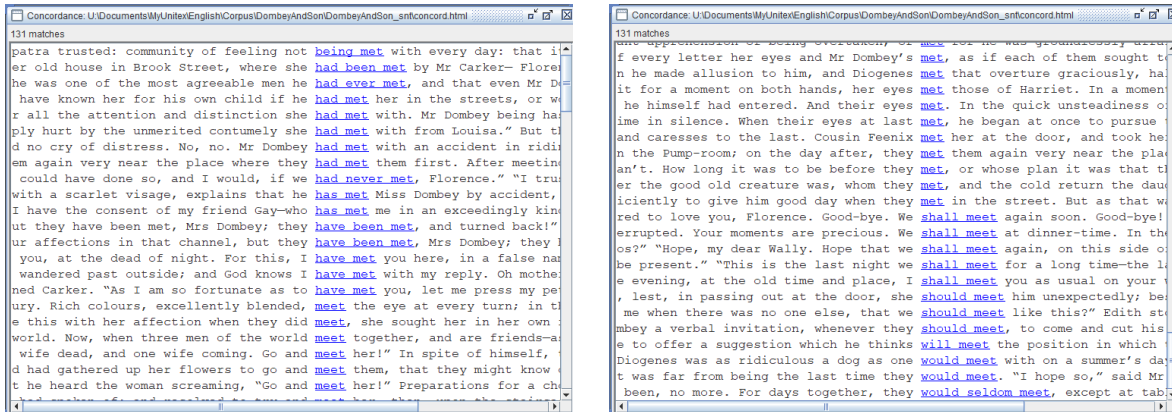 Concordance: U:\Documents\MyUnitex\English\Corpus\DombeyAndSon\DombeyAndSon_snt\concord.html
131 matches
patra trusted: community of feeling not being met with every day: that i
er old house in Brook Street, where she had been met by Mr Carker— Flore
he was one of the most agreeable men he had ever met, and that even Mr D
have known her for his own child if he had met her in the streets, or w
r all the attention and distinction she had met with. Mr Dombey being ha
ply hurt by the unmerited contumely she had met with from Louisa.” But t
d no cry of distress. No, no. Mr Dombey had met with an accident in ridi
em again very near the place where they had met them first. After meetin
could have done so, and I would, if we had never met, Florence.” “I tru
with a scarlet visage, explains that he has met Miss Dombey by accident,
I have the consent of my friend Gay—who has met me in an exceedingly kin
ut they have been met, Mrs Dombey; they have been met, and turned back!”
ur affections in that channel, but they have been met, Mrs Dombey; they
you, at the dead of night. For this, I have met you here, in a false na
wandered past outside; and God knows I have met with my reply. Oh mothe
ned Carker. “As I am so fortunate as to have met you, let me press my pe
ury. Rich colours, excellently blended, meet the eye at every turn; in t
e this with her affection when they did meet, she sought her in her own
world. Now, when three men of the world meet together, and are friends—a
wife dead, and one wife coming. Go and meet her!” In spite of himself,
d had gathered up her flowers to go and meet them, that they might know
t he heard the woman screaming, “Go and meet her!” Preparations for a ch
had spoken of; and resolved to try and meet her, then, upon the
Concordance: U:\Documents\MyUnitex\English\Corpus\DombeyAndSon\DombeyAndSon_snt\concord.html
131 matches
ant apprehension of being overtaken, or met for he was groundlessly
f every letter her eyes and Mr Dombey’s met, as if each of them sought t
n he made allusion to him, and Diogenes met that overture graciously, ha
it for a moment on both hands, her eyes met those of Harriet. In a momen
he himself had entered. And their eyes met. In the quick unsteadiness o
ime in silence. When their eyes at last met, he began at once to pursue
and caresses to the last. Cousin Feenix met her at the door, and took he
n the Pump-room; on the day after, they met them again very near the pla
an’t. How long it was to be before they met, or whose plan it was that t
er the good old creature was, whom they met, and the cold return the dau
iciently to give him good day when they met in the street. But as that w
red to love you, Florence. Good-bye. We shall meet again soon. Good-bye!
errupted. Your moments are precious. We shall meet at dinner-time. In th
os?” “Hope, my dear Wally. Hope that we shall meet again, on this side o
be present.” “This is the last night we shall meet for a long time—the l
e evening, at the old time and place, I shall meet you as usual on your
, lest, in passing out at the door, she should meet him unexpectedly; be
me when there was no one else, that we should meet like this?” Edith st
mbey a verbal invitation, whenever they should meet, to come and cut his
e to offer a suggestion which he thinks will meet the position in which
Diogenes was as ridiculous a dog as one would meet with on a summer’s da
t was far from being the last time they would meet. “I hope so,” said Mr
been, no more. For days together, they would seldom meet, except at tab